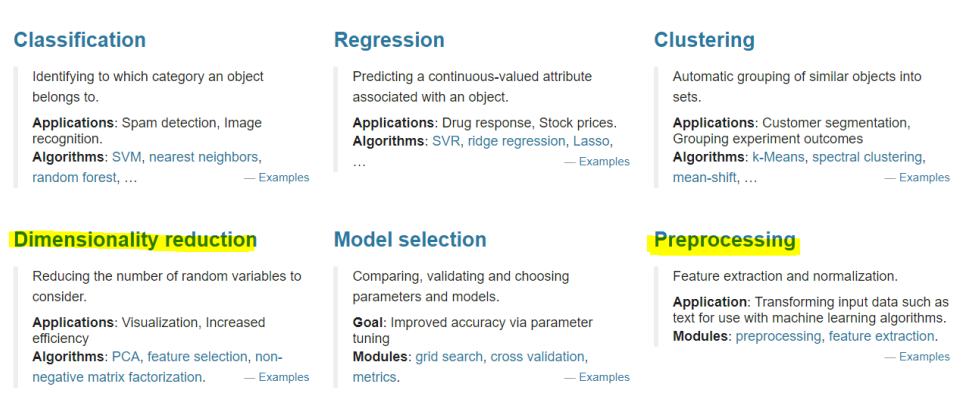 Classification
Identifying to which category an object
belongs to.
Applications: Spam detection, Image
recognition.
Algorithms: SVM, nearest neighbors,
random forest, … — Examples
Regression
Predicting a continuous-valued attribute
associated with an object.
Applications: Drug response, Stock prices.
Algorithms: SVR, ridge regression, Lasso,
… — Examples
Clustering
Automatic grouping of similar objects into
sets.
Applications: Customer segmentation,
Grouping experiment outcomes
Algorithms: k-Means, spectral clustering,
mean-shift, … — Examples
Dimensionality reduction
Reducing the number of random variables to
consider.
Applications: Visualization, Increased
efficiency
Algorithms: PCA, feature selection, non-
negative matrix factorization. — Examples
Model selection
Comparing, validating and choosing
parameters and models.
Goal: Improved accuracy via parameter
tuning
Modules: grid search, cross validation,
metrics. — Examples
Preprocessing
Feature extraction and normalization.
Application: Transforming input data such as
text for use with machine learning algorithms.
Modules: preprocessing, feature extraction.
— Examples